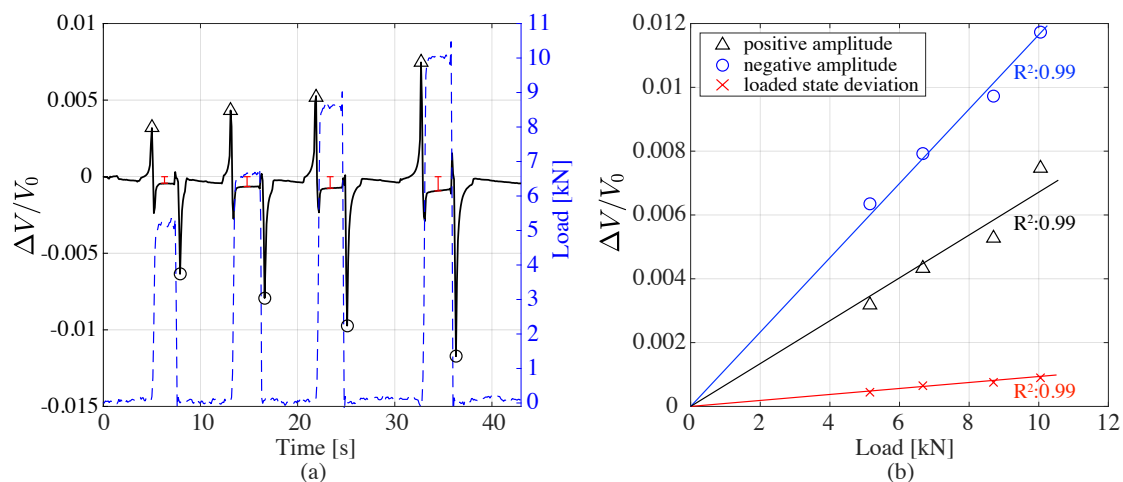 0.01
0.005
0
-0.005
-0.01
-0.015
ΔV/V₀
0
10
20
30
40
Time [s]
11
10
9
8
7
6
5
4
3
2
1
0
Load [kN]
(a)
0.012
0.01
0.008
0.006
0.004
0.002
0
ΔV/V₀
positive amplitude
negative amplitude
loaded state deviation
R²:0.99
R²:0.99
R²:0.99
0
2
4
6
8
10
12
Load [kN]
(b)